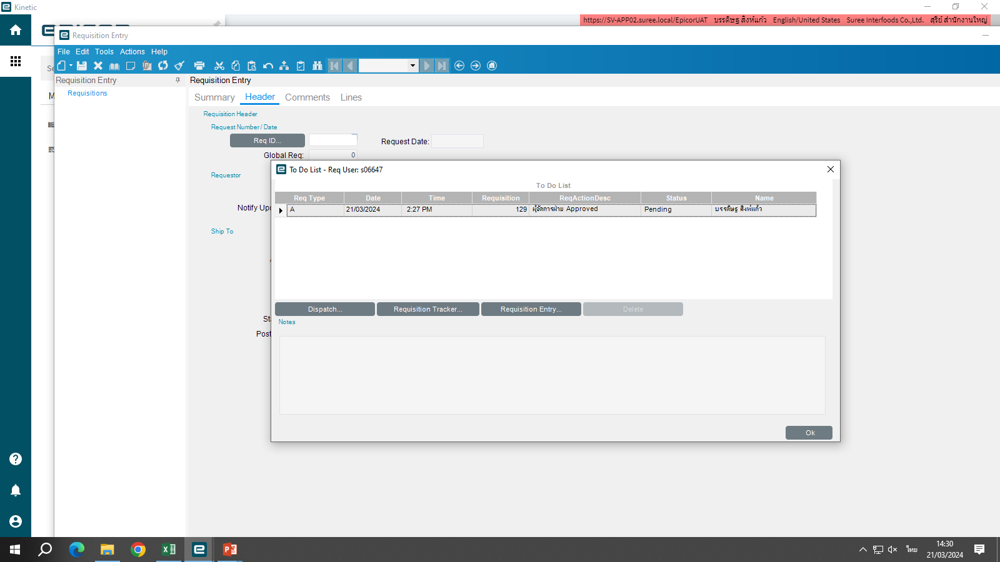 Kinetic
https://SV-APP02.suree.local/EpicorUAT บรรดิษฐ สิงห์แก้ว English/United States Suree Interfoods Co.,Ltd. สุรีย์ สำนักงานใหญ่
Requisition Entry
File Edit Tools Actions Help
Requisition Entry
Requisitions
Requisition Entry
Summary Header Comments Lines
Requisition Header
Request Number / Date
Req ID...
Request Date:
Global Req: 0
Requestor
Ship To
To Do List - Req User: s06647
To Do List
Req Type Date Time Requisition ReqActionDesc Status Name
A 21/03/2024 2:27 PM 129 ผู้จัดการฝ่าย Approved Pending บรรดิษฐ สิงห์แก้ว
Dispatch... Requisition Tracker... Requisition Entry... Delete
Notes
Ok
ไทย
14:30
21/03/2024